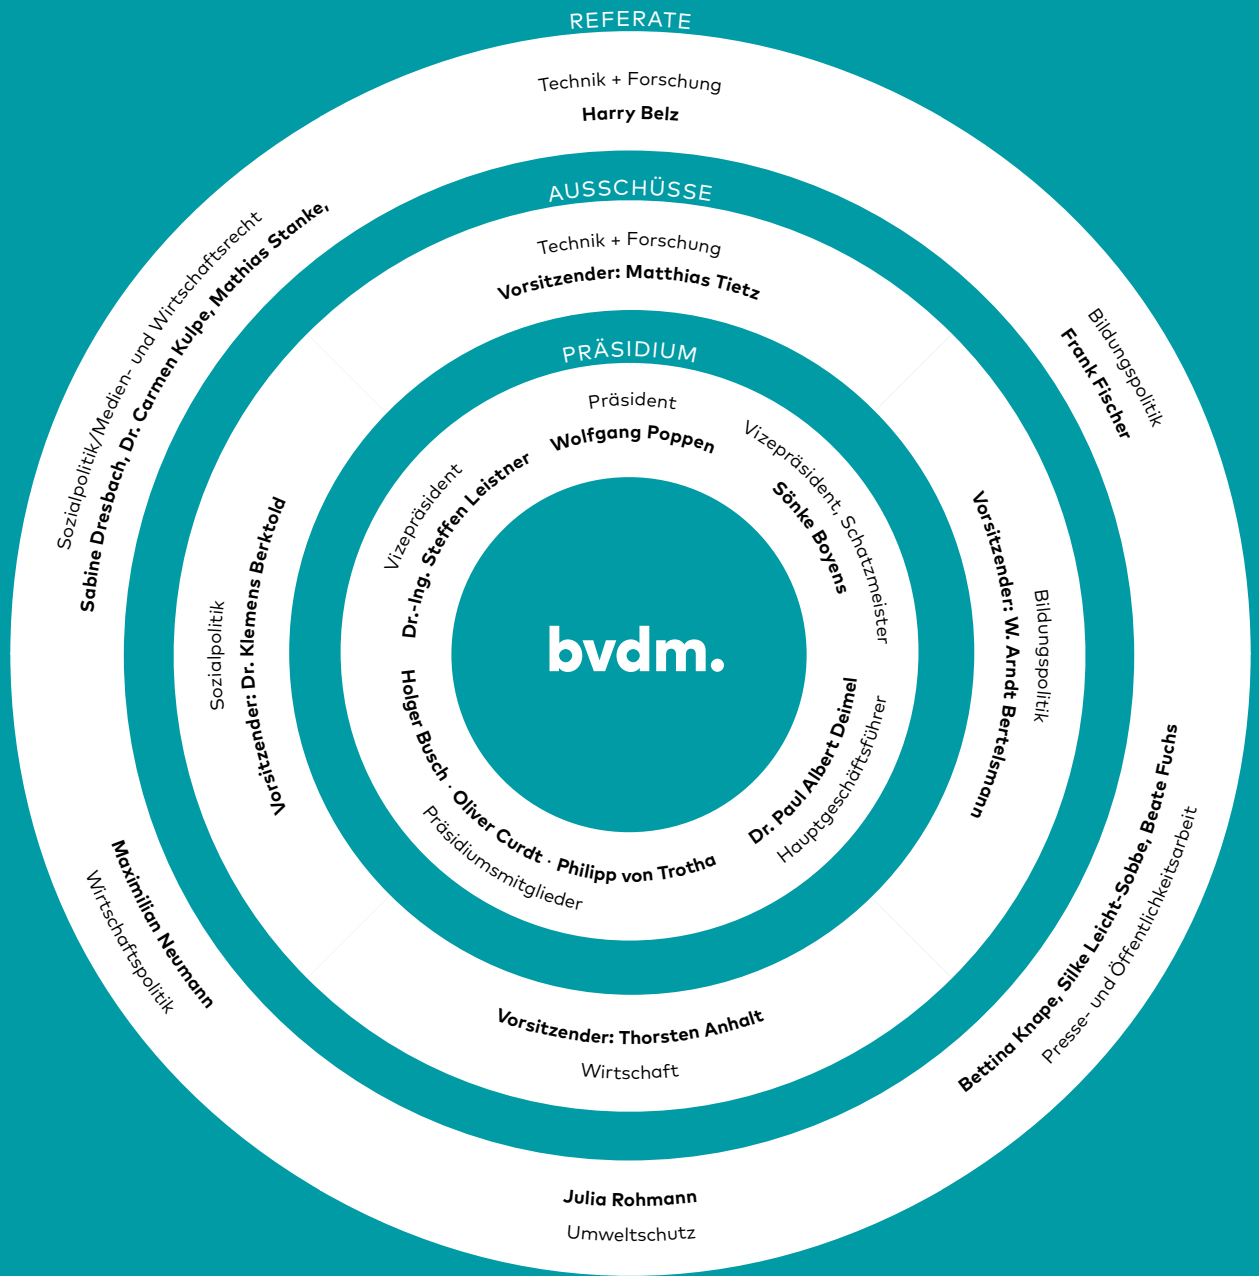 REFERATE
Technik + Forschung
Harry Belz
Bildungspolitik
Frank Fischer
Bettina Knape, Silke Leicht-Sobbe, Beate Fuchs
Presse- und Öffentlichkeitsarbeit
Julia Rohmann
Umweltschutz
Maximilian Neumann
Wirtschaftspolitik
Sozialpolitik/Medien- und Wirtschaftsrecht
Sabine Dresbach, Dr. Carmen Kulpe, Mathias Stanke,
AUSSCHÜSSE
Technik + Forschung
Vorsitzender: Matthias Tietz
Bildungspolitik
Vorsitzender: W. Arndt Bertelsmann
Vorsitzender: Thorsten Anhalt
Wirtschaft
Sozialpolitik
Vorsitzender: Dr. Klemens Berktold
PRÄSIDIUM
Präsident
Wolfgang Poppen
Vizepräsident, Schatzmeister
Sönke Boyens
Dr. Paul Albert Deimel
Hauptgeschäftsführer
Holger Busch · Oliver Curdt · Philipp von Trotha
Präsidiumsmitglieder
Vizepräsident
Dr.-Ing. Steffen Leistner
bvdm.